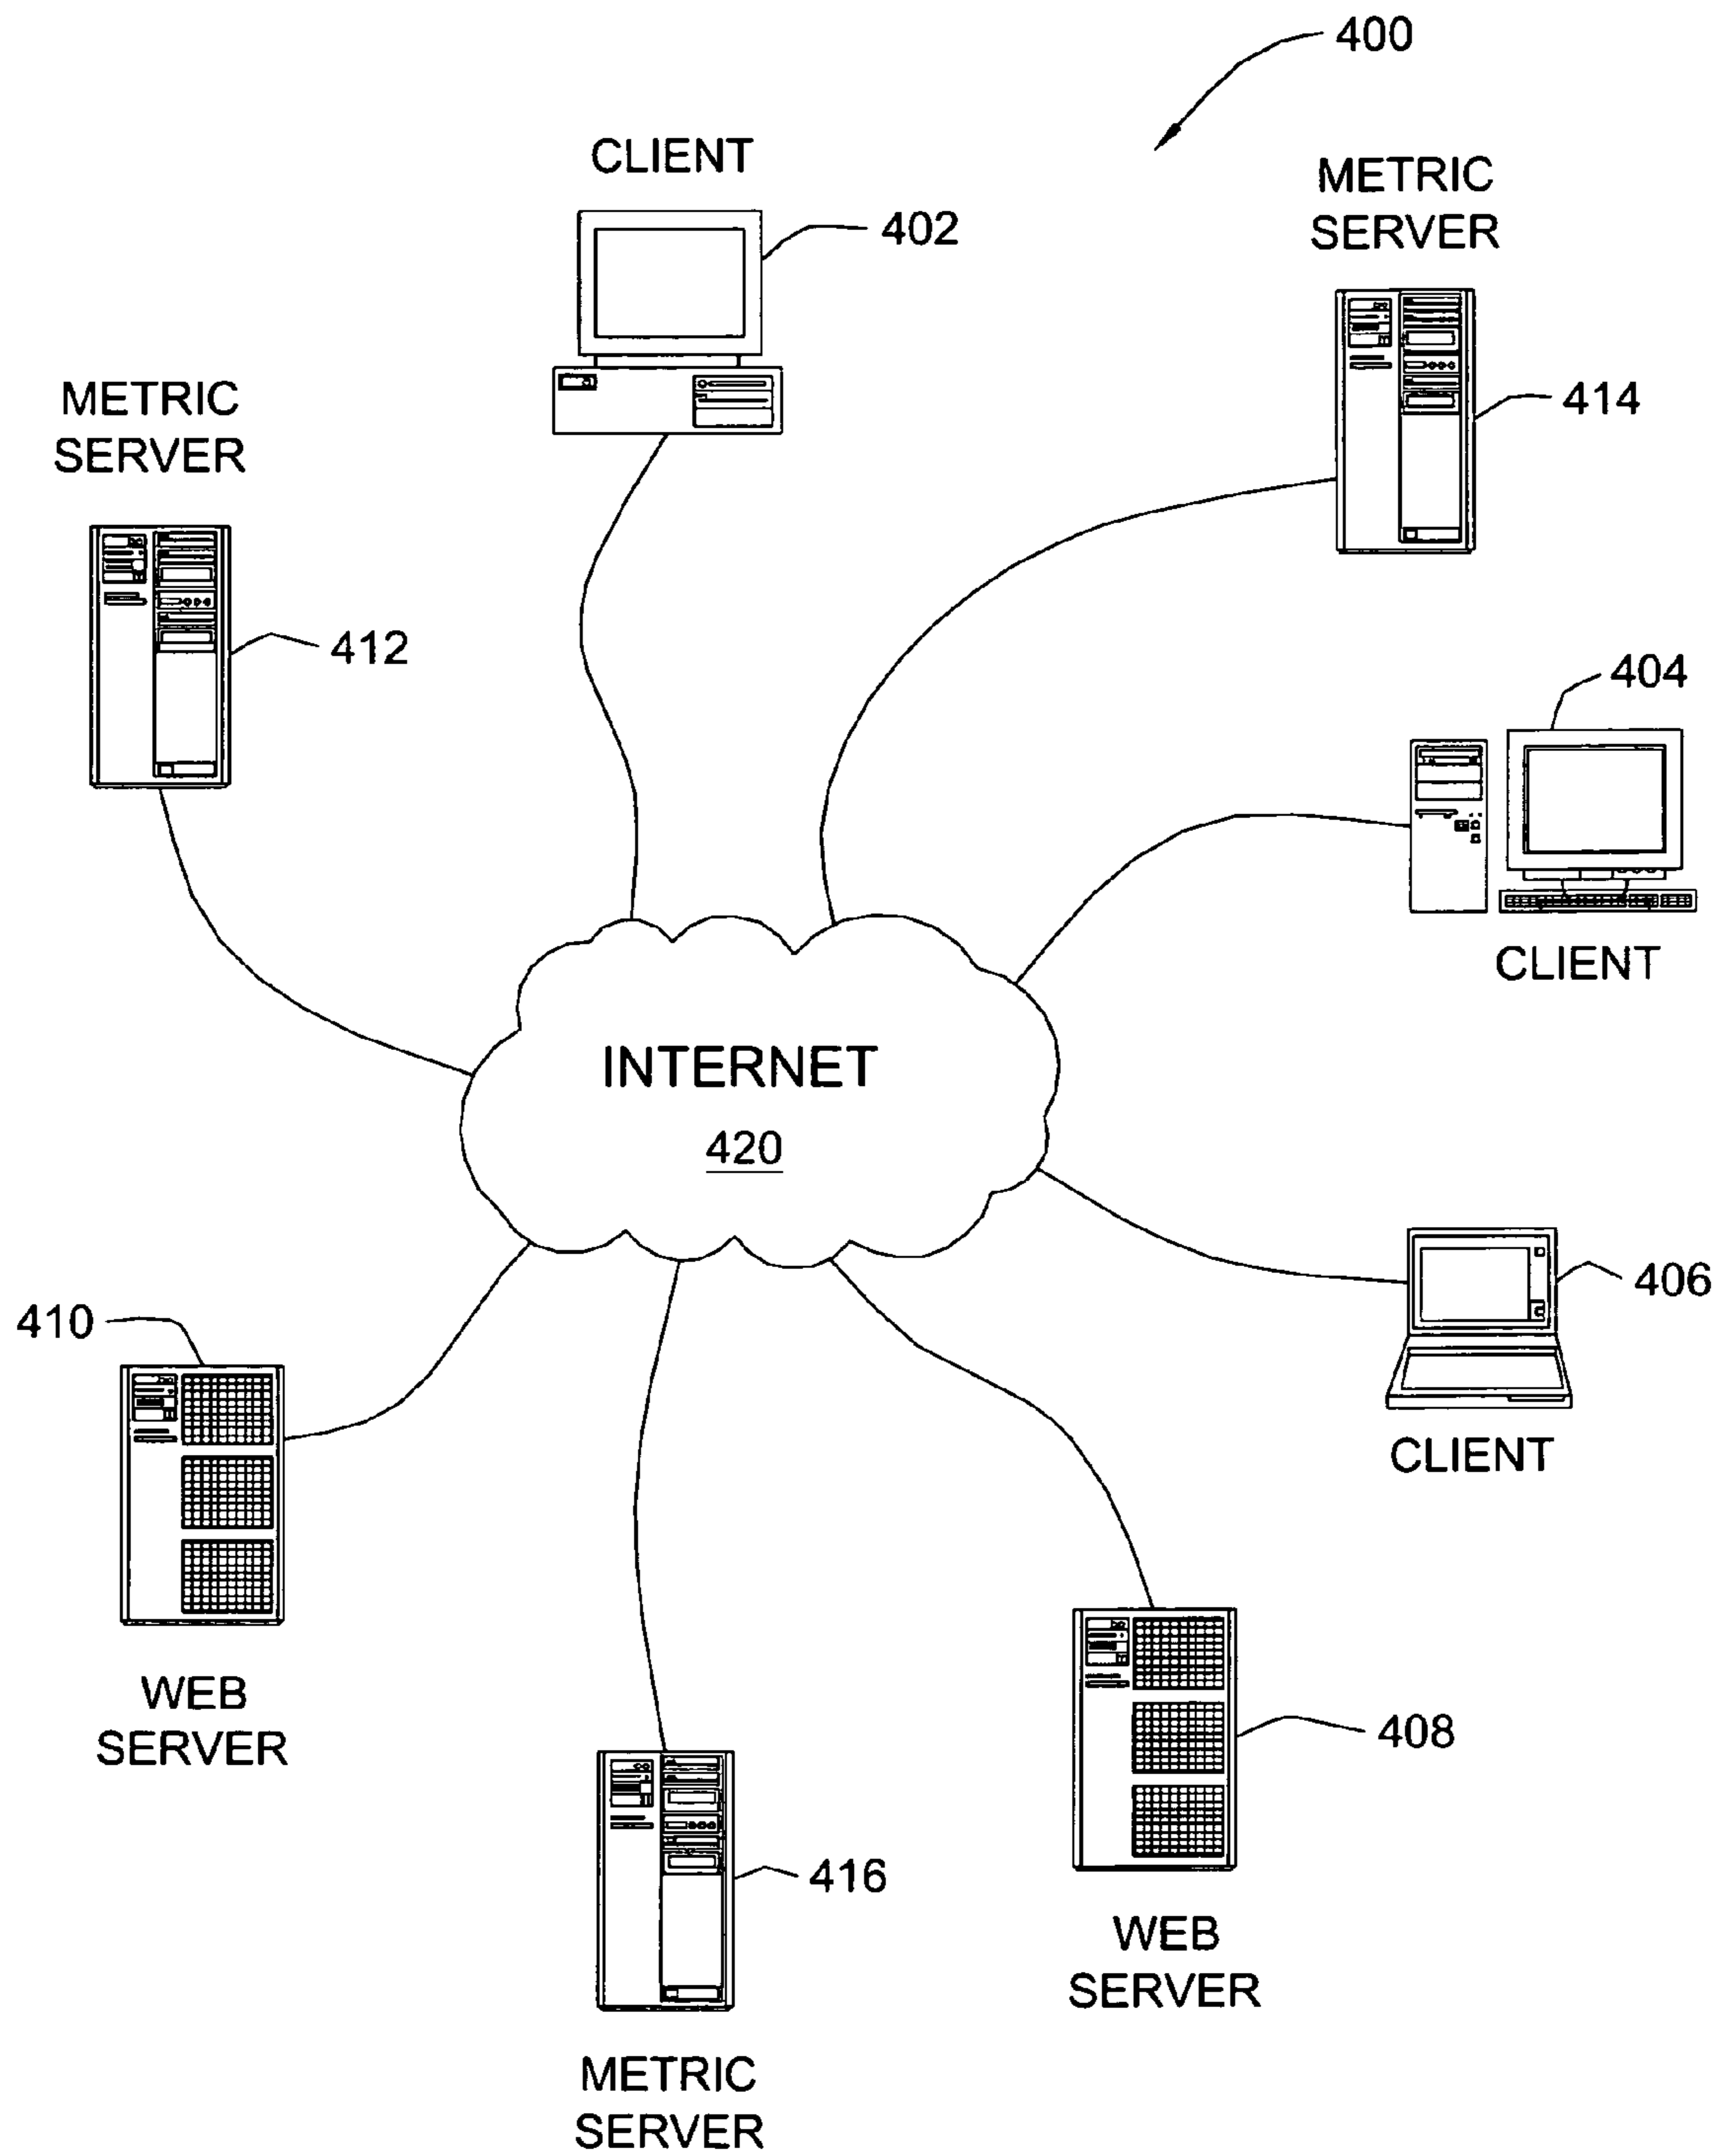 400
CLIENT
402
METRIC
SERVER
414
METRIC
SERVER
412
404
CLIENT
INTERNET
420
406
CLIENT
410
WEB
SERVER
408
WEB
SERVER
416
METRIC
SERVER